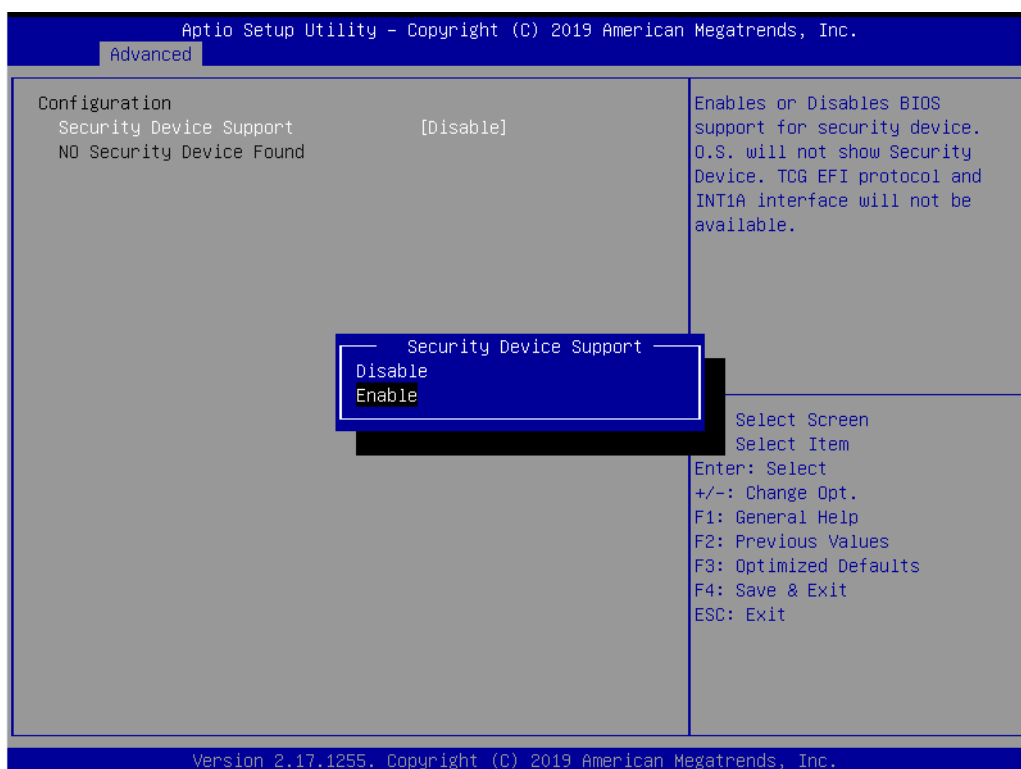 Aptio Setup Utility – Copyright (C) 2019 American Megatrends, Inc.
Advanced
Configuration
Security Device Support [Disable]
NO Security Device Found
Enables or Disables BIOS
support for security device.
O.S. will not show Security
Device. TCG EFI protocol and
INT1A interface will not be
available.
Security Device Support
Disable
Enable
Select Screen
Select Item
Enter: Select
+/-: Change Opt.
F1: General Help
F2: Previous Values
F3: Optimized Defaults
F4: Save & Exit
ESC: Exit
Version 2.17.1255. Copyright (C) 2019 American Megatrends, Inc.